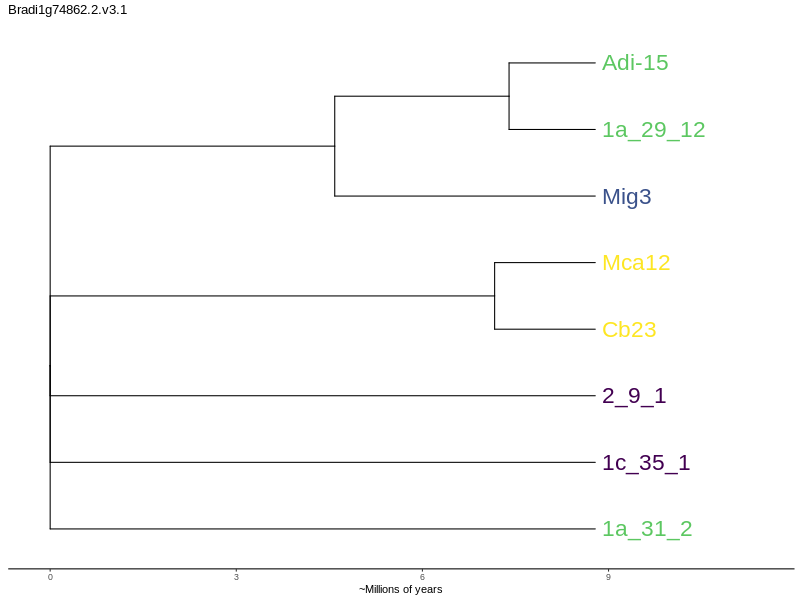 Bradi1g74862.2.v3.1
Adi-15
1a_29_12
Mig3
Mca12
Cb23
2_9_1
1c_35_1
1a_31_2
0 3 6 9
~Millions of years